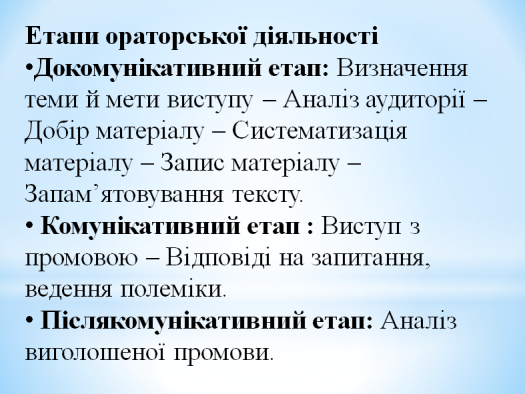 Етапи ораторської діяльності
•Докомунікативний етап: Визначення
теми й мети виступу – Аналіз аудиторії –
Добір матеріалу – Систематизація
матеріалу – Запис матеріалу –
Запам’ятовування тексту.
• Комунікативний етап : Виступ з
промовою – Відповіді на запитання,
ведення полеміки.
• Післякомунікативний етап: Аналіз
виголошеної промови.